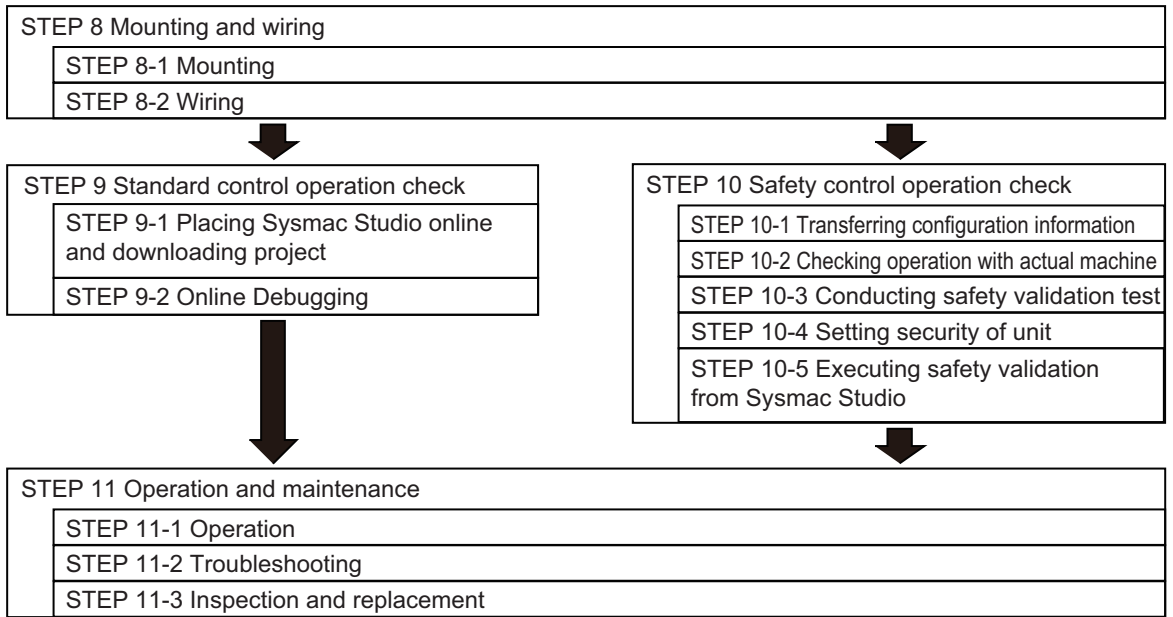 STEP 8 Mounting and wiring
STEP 8-1 Mounting
STEP 8-2 Wiring
STEP 9 Standard control operation check
STEP 9-1 Placing Sysmac Studio online
and downloading project
STEP 9-2 Online Debugging
STEP 10 Safety control operation check
STEP 10-1 Transferring configuration information
STEP 10-2 Checking operation with actual machine
STEP 10-3 Conducting safety validation test
STEP 10-4 Setting security of unit
STEP 10-5 Executing safety validation
from Sysmac Studio
STEP 11 Operation and maintenance
STEP 11-1 Operation
STEP 11-2 Troubleshooting
STEP 11-3 Inspection and replacement